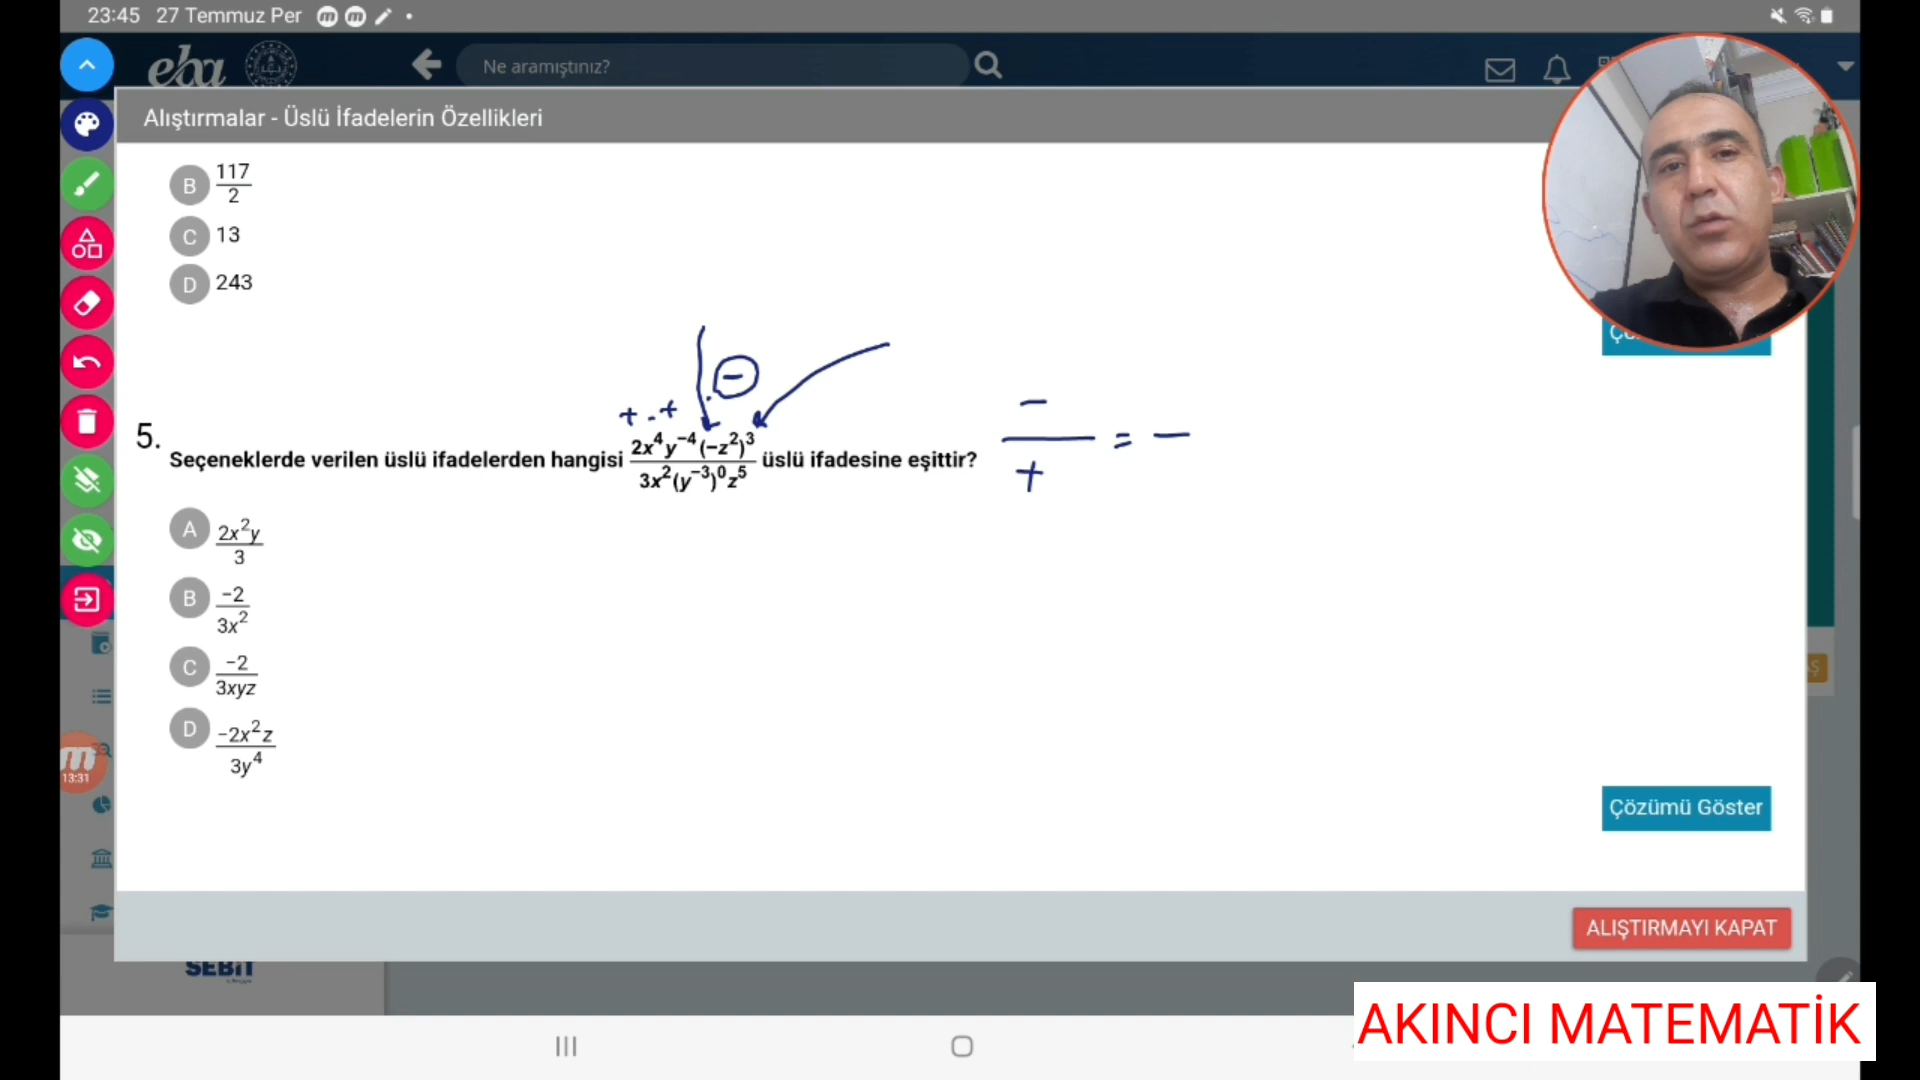 23:45 27 Temmuz Per
eba
Ne aramıştınız?
Alıştırmalar - Üslü İfadelerin Özellikleri
B 117/2
C 13
D 243
−
+ . + .
5. Seçeneklerde verilen üslü ifadelerden hangisi 2x⁴y⁻⁴(−z²)³ / 3x²(y⁻³)⁰z⁵ üslü ifadesine eşittir?
− / + = −
A 2x²y / 3
B −2 / 3x²
C −2 / 3xyz
D −2x²z / 3y⁴
13:31
Çözümü Göster
ALIŞTIRMAYI KAPAT
SEBİT
AKINCI MATEMATİK